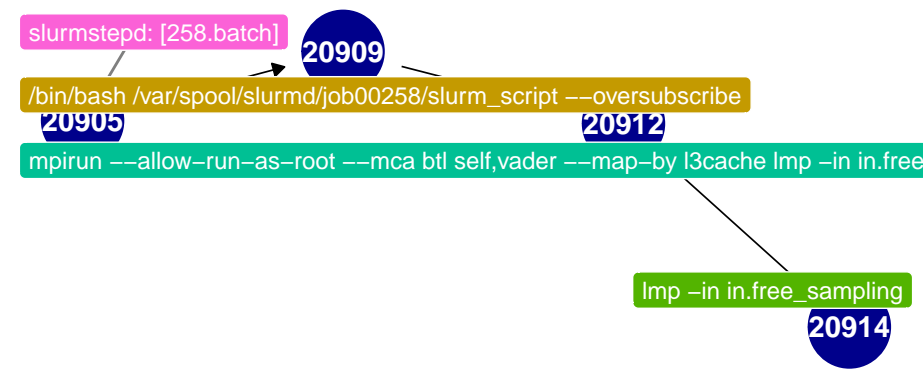 slurmstepd: [258.batch]
20909
/bin/bash /var/spool/slurmd/job00258/slurm_script −−oversubscribe
20905
20912
mpirun −−allow−run−as−root −−mca btl self,vader −−map−by l3cache lmp −in in.free
lmp −in in.free_sampling
20914